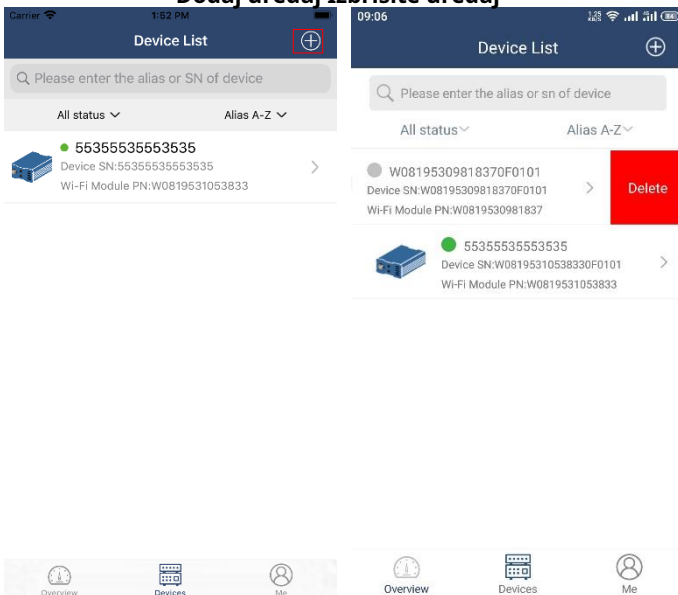 Dodaj uređaj Izbrišite uređaj
Carrier 1:52 PM
Device List
Please enter the alias or SN of device
All status Alias A-Z
55355535553535
Device SN:55355535553535
Wi-Fi Module PN:W0819531053833
Overview Devices Me
09:06
Device List
Please enter the alias or sn of device
All status Alias A-Z
W08195309818370F0101
Device SN:W08195309818370F0101
Wi-Fi Module PN:W0819530981837
Delete
55355535553535
Device SN:W08195310538330F0101
Wi-Fi Module PN:W0819531053833
Overview Devices Me